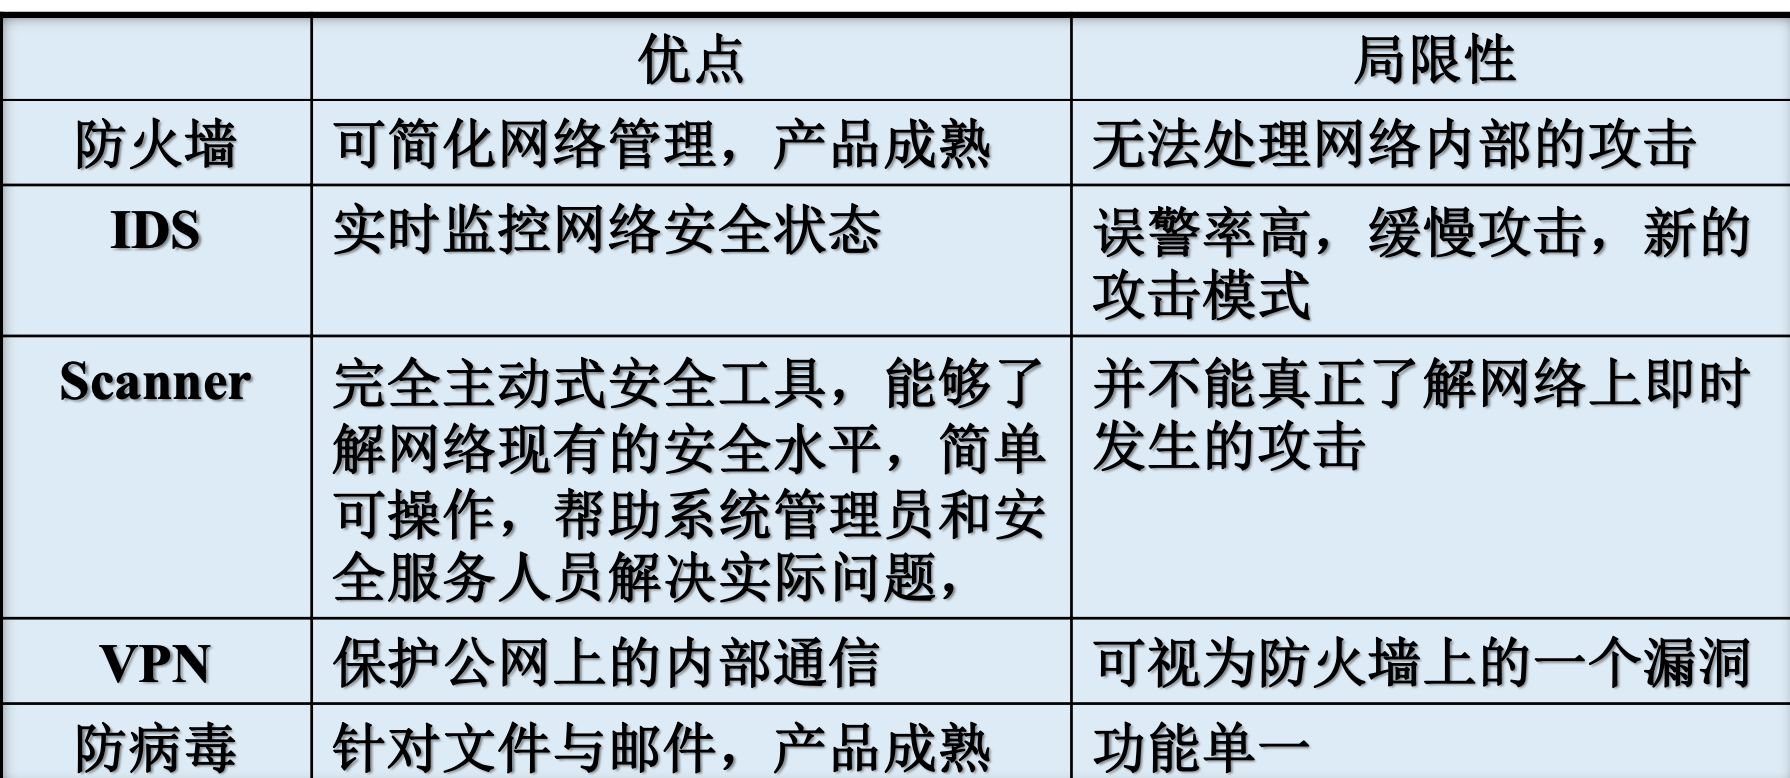 优点 局限性
防火墙 可简化网络管理，产品成熟 无法处理网络内部的攻击
IDS 实时监控网络安全状态 误警率高，缓慢攻击，新的
攻击模式
Scanner 完全主动式安全工具，能够了 并不能真正了解网络上即时
解网络现有的安全水平，简单 发生的攻击
可操作，帮助系统管理员和安
全服务人员解决实际问题，
VPN 保护公网上的内部通信 可视为防火墙上的一个漏洞
防病毒 针对文件与邮件，产品成熟 功能单一